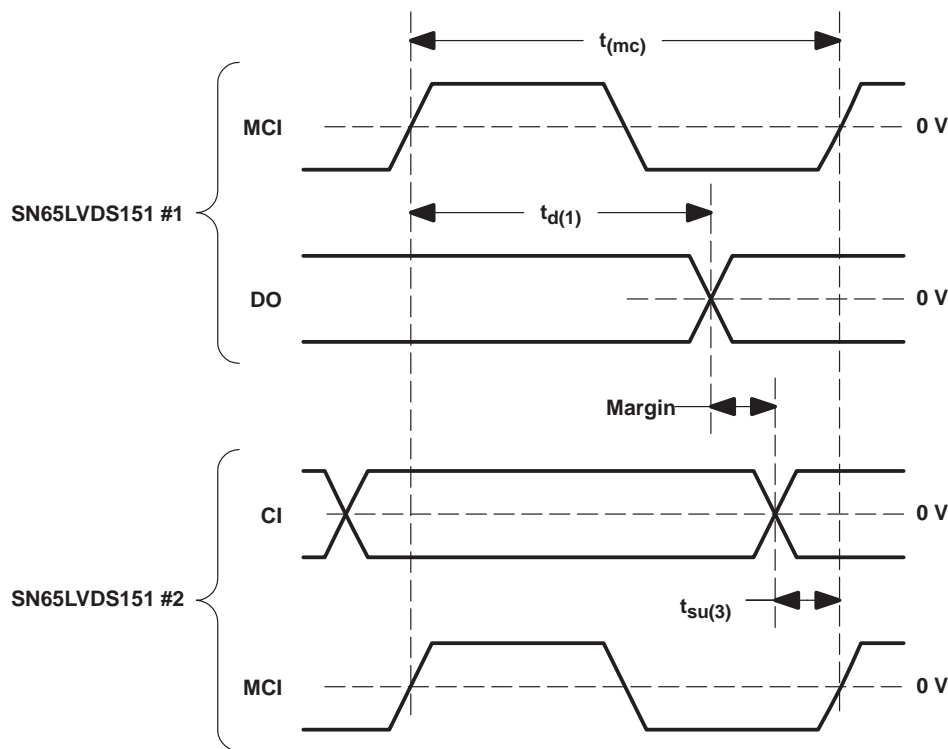 t(mc)
MCI
0 V
SN65LVDS151 #1
td(1)
DO
0 V
Margin
CI
0 V
SN65LVDS151 #2
tsu(3)
MCI
0 V